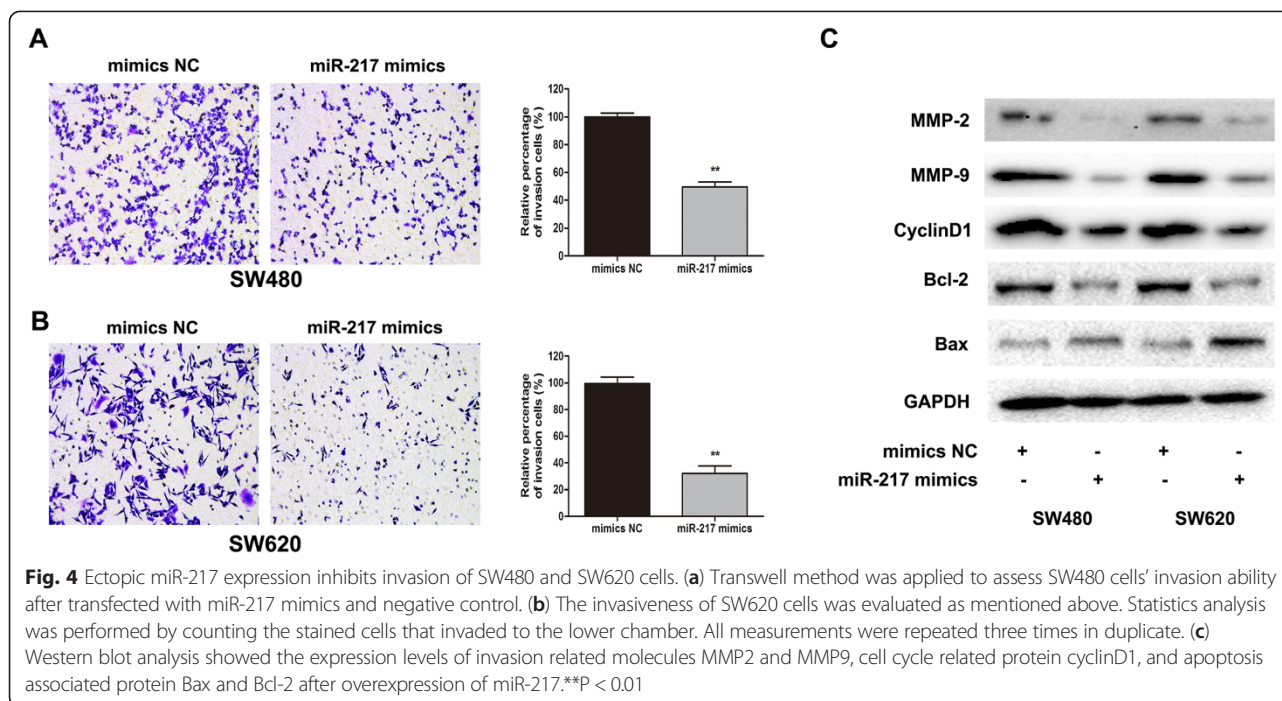 A
mimics NC
miR-217 mimics
SW480
Relative percentage
of invasion cells (%)
120
100
80
60
40
20
0
**
mimics NC
miR-217 mimics
B
mimics NC
miR-217 mimics
SW620
Relative percentage
of invasion cells (%)
120
100
80
60
40
20
0
**
mimics NC
miR-217 mimics
C
MMP-2
MMP-9
CyclinD1
Bcl-2
Bax
GAPDH
mimics NC + - + -
miR-217 mimics - + - +
SW480 SW620
Fig. 4 Ectopic miR-217 expression inhibits invasion of SW480 and SW620 cells. (a) Transwell method was applied to assess SW480 cells' invasion ability
after transfected with miR-217 mimics and negative control. (b) The invasiveness of SW620 cells was evaluated as mentioned above. Statistics analysis
was performed by counting the stained cells that invaded to the lower chamber. All measurements were repeated three times in duplicate. (c)
Western blot analysis showed the expression levels of invasion related molecules MMP2 and MMP9, cell cycle related protein cyclinD1, and apoptosis
associated protein Bax and Bcl-2 after overexpression of miR-217.**P < 0.01